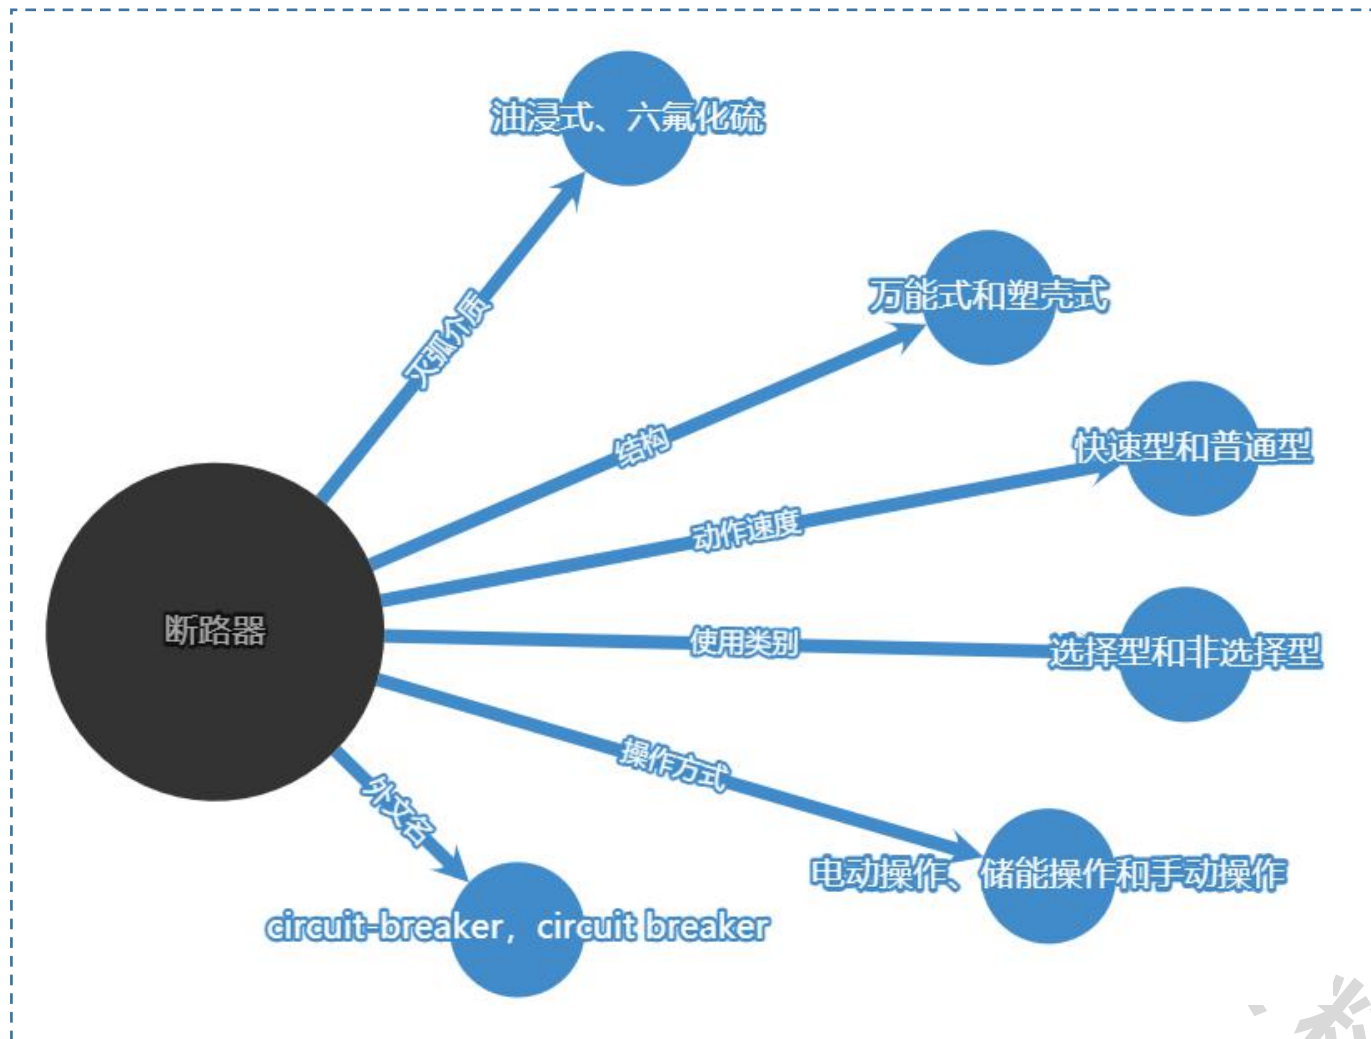 油浸式、六氟化硫
灭弧介质
万能式和塑壳式
结构
快速型和普通型
动作速度
断路器
使用类别
选择型和非选择型
操作方式
电动操作、储能操作和手动操作
外文名
circuit-breaker，circuit breaker